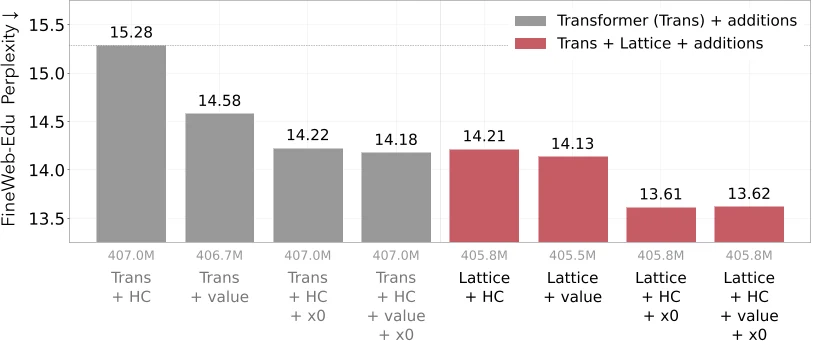 FineWeb-Edu Perplexity ↓
15.5
15.0
14.5
14.0
13.5
Transformer (Trans) + additions
Trans + Lattice + additions
15.28
14.58
14.22
14.18
14.21
14.13
13.61
13.62
407.0M
406.7M
407.0M
407.0M
405.8M
405.5M
405.8M
405.8M
Trans
+ HC
Trans
+ value
Trans
+ HC
+ x0
Trans
+ HC
+ value
+ x0
Lattice
+ HC
Lattice
+ value
Lattice
+ HC
+ x0
Lattice
+ HC
+ value
+ x0